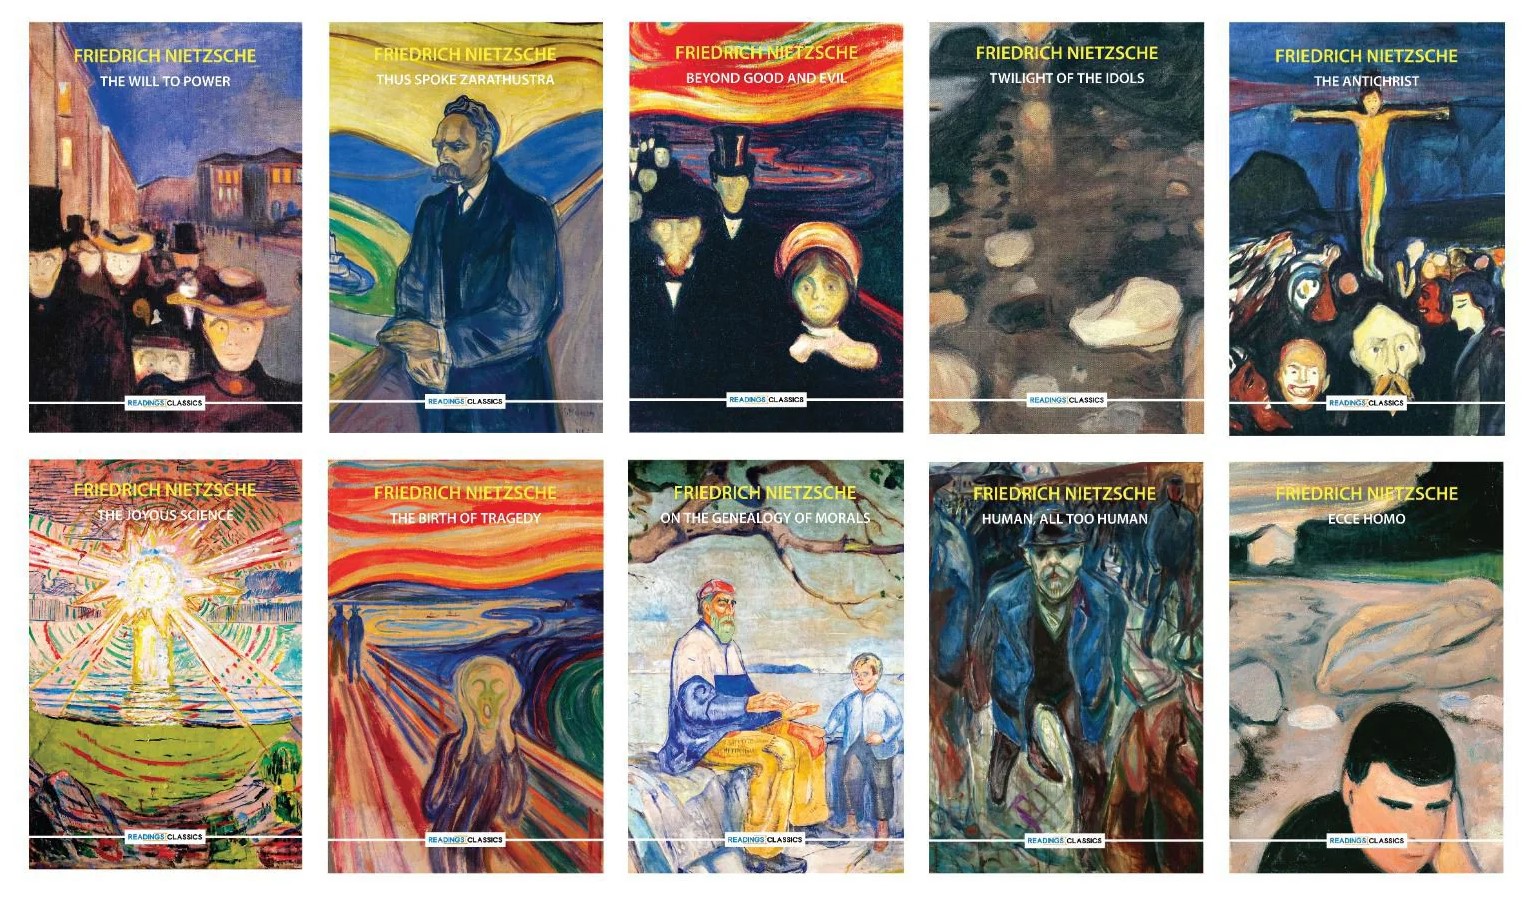 FRIEDRICH NIETZSCHE
THE WILL TO POWER
READINGS CLASSICS
FRIEDRICH NIETZSCHE
THUS SPOKE ZARATHUSTRA
READINGS CLASSICS
FRIEDRICH NIETZSCHE
BEYOND GOOD AND EVIL
READINGS CLASSICS
FRIEDRICH NIETZSCHE
TWILIGHT OF THE IDOLS
READINGS CLASSICS
FRIEDRICH NIETZSCHE
THE ANTICHRIST
READINGS CLASSICS
FRIEDRICH NIETZSCHE
THE JOYOUS SCIENCE
READINGS CLASSICS
FRIEDRICH NIETZSCHE
THE BIRTH OF TRAGEDY
READINGS CLASSICS
FRIEDRICH NIETZSCHE
ON THE GENEALOGY OF MORALS
READINGS CLASSICS
FRIEDRICH NIETZSCHE
HUMAN, ALL TOO HUMAN
READINGS CLASSICS
FRIEDRICH NIETZSCHE
ECCE HOMO
READINGS CLASSICS